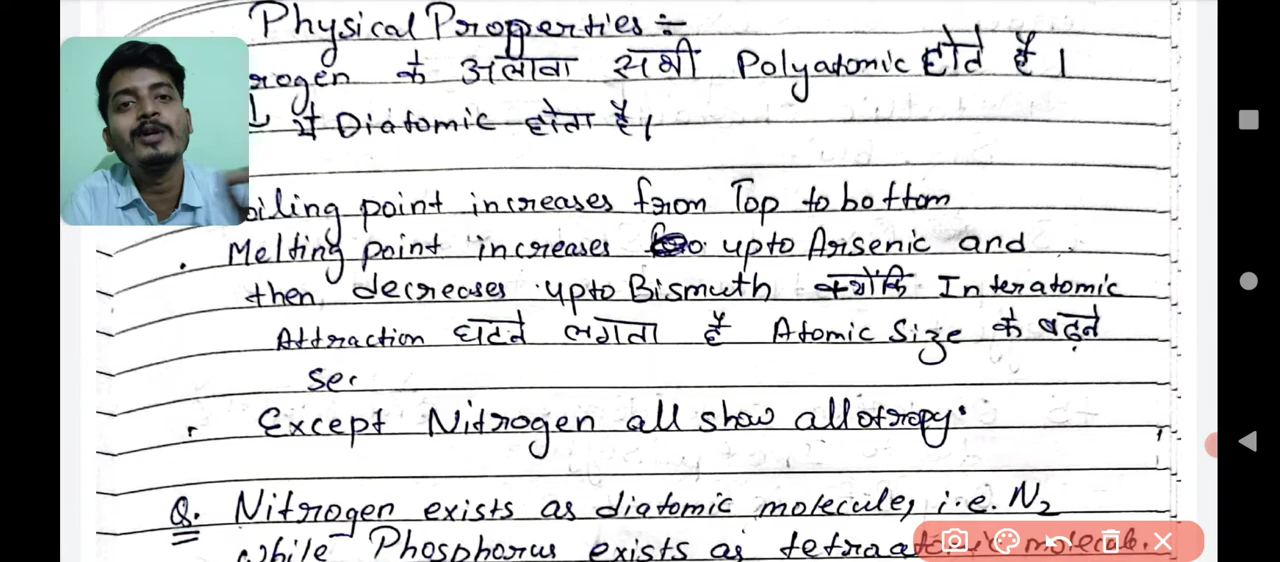 Physical Properties ÷
rogen के अलावा सभी Polyatomic होते हैं।
में Diatomic होता है।
oiling point increases from Top to bottom
. Melting point increases upto Arsenic and
then decreases upto Bismuth क्योंकि Interatomic
Attraction घटने लगता है Atomic Size के बढ़ने
se.
. Except Nitrogen all show allotropy.
Q. Nitrogen exists as diatomic molecule, i.e. N₂
while Phosphorus exists as tetraat molecule.